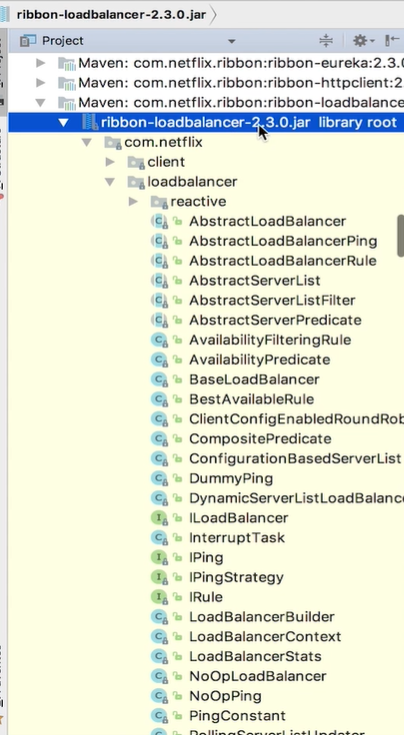 ribbon-loadbalancer-2.3.0.jar
Project
Maven: com.netflix.ribbon:ribbon-eureka:2.3.0
Maven: com.netflix.ribbon:ribbon-httpclient:2
Maven: com.netflix.ribbon:ribbon-loadbalance
ribbon-loadbalancer-2.3.0.jar library root
com.netflix
client
loadbalancer
reactive
AbstractLoadBalancer
AbstractLoadBalancerPing
AbstractLoadBalancerRule
AbstractServerList
AbstractServerListFilter
AbstractServerPredicate
AvailabilityFilteringRule
AvailabilityPredicate
BaseLoadBalancer
BestAvailableRule
ClientConfigEnabledRoundRob
CompositePredicate
ConfigurationBasedServerList
DummyPing
DynamicServerListLoadBalanc
ILoadBalancer
InterruptTask
IPing
IPingStrategy
IRule
LoadBalancerBuilder
LoadBalancerContext
LoadBalancerStats
NoOpLoadBalancer
NoOpPing
PingConstant
PollingServerListUpdater